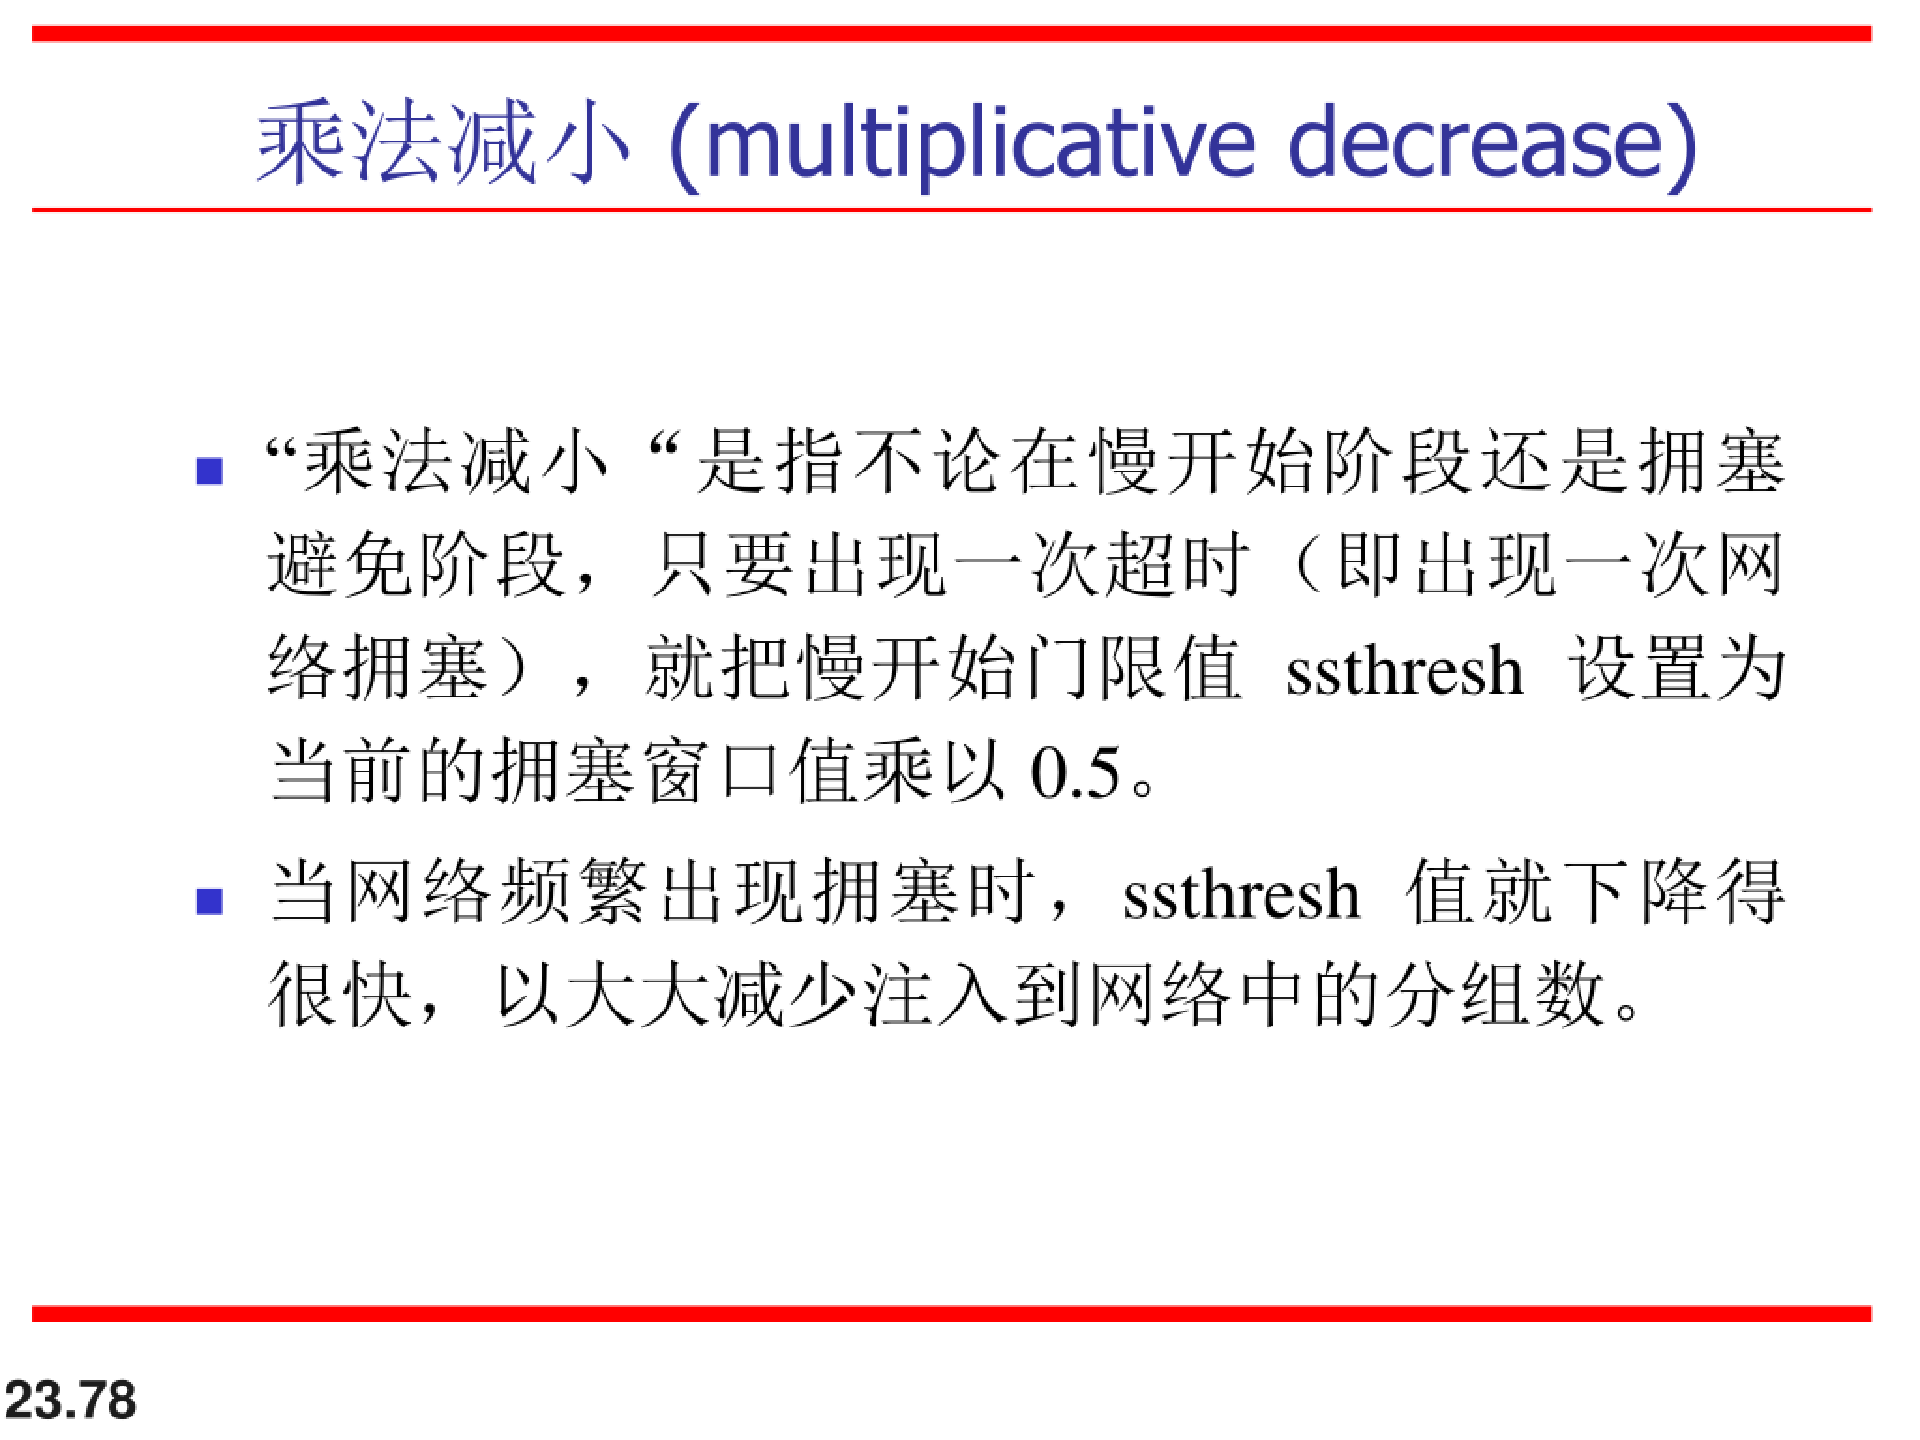 乘法减小 (multiplicative decrease)
“乘法减小“是指不论在慢开始阶段还是拥塞
避免阶段，只要出现一次超时（即出现一次网
络拥塞），就把慢开始门限值 ssthresh 设置为
当前的拥塞窗口值乘以 0.5。
当网络频繁出现拥塞时，ssthresh 值就下降得
很快，以大大减少注入到网络中的分组数。
23.78